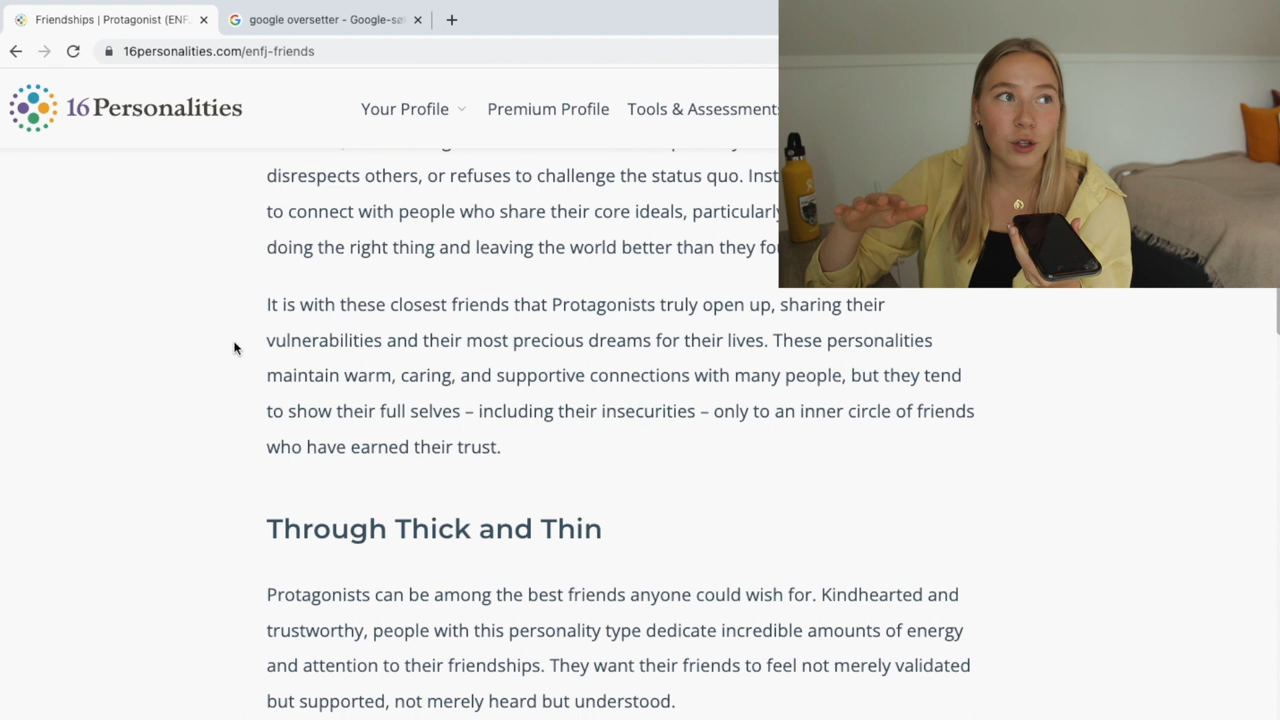 Friendships | Protagonist (ENF
google oversetter - Google-sø
16personalities.com/enfj-friends
16Personalities
Your Profile
Premium Profile
Tools & Assessments
disrespects others, or refuses to challenge the status quo. Inst
to connect with people who share their core ideals, particularly
doing the right thing and leaving the world better than they fou
It is with these closest friends that Protagonists truly open up, sharing their
vulnerabilities and their most precious dreams for their lives. These personalities
maintain warm, caring, and supportive connections with many people, but they tend
to show their full selves – including their insecurities – only to an inner circle of friends
who have earned their trust.
Through Thick and Thin
Protagonists can be among the best friends anyone could wish for. Kindhearted and
trustworthy, people with this personality type dedicate incredible amounts of energy
and attention to their friendships. They want their friends to feel not merely validated
but supported, not merely heard but understood.